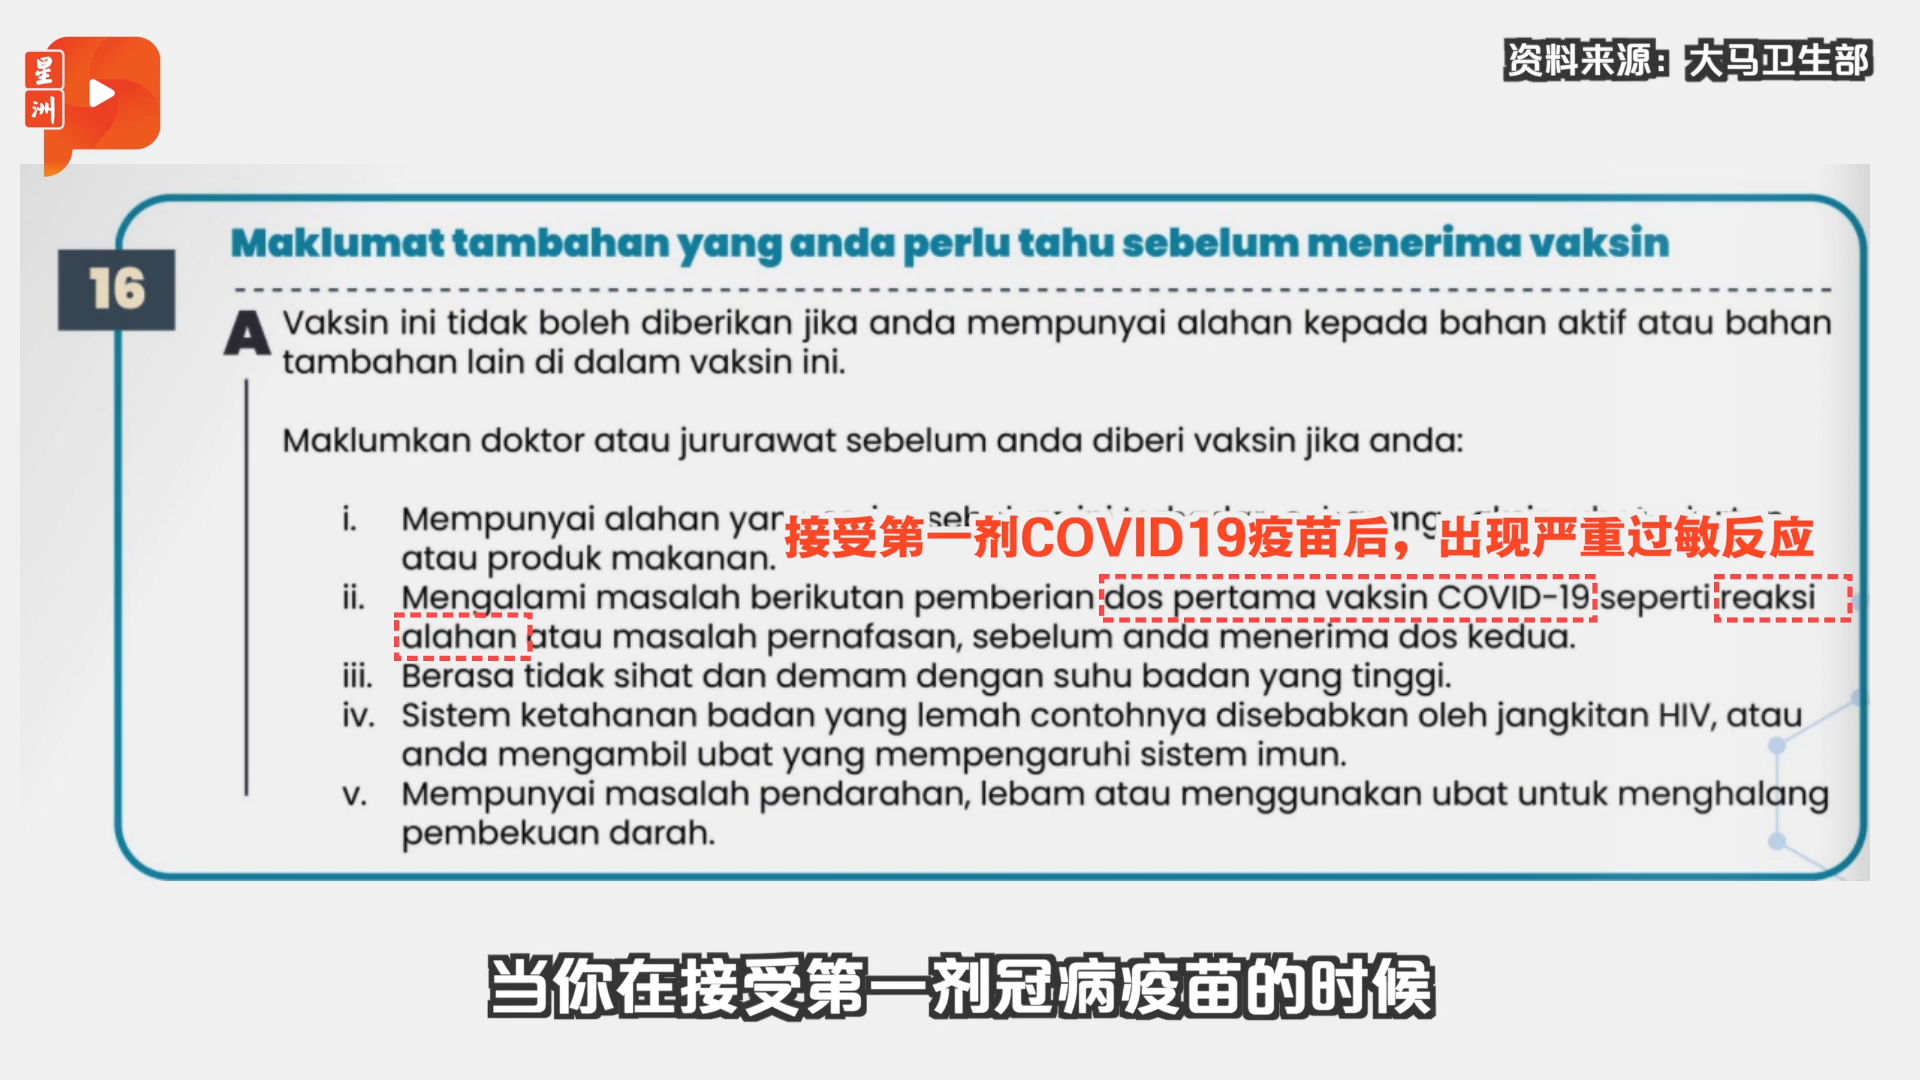 星洲
资料来源：大马卫生部
16
Maklumat tambahan yang anda perlu tahu sebelum menerima vaksin
A Vaksin ini tidak boleh diberikan jika anda mempunyai alahan kepada bahan aktif atau bahan
tambahan lain di dalam vaksin ini.
Maklumkan doktor atau jururawat sebelum anda diberi vaksin jika anda:
i. Mempunyai alahan
接受第一剂COVID19疫苗后，出现严重过敏反应
atau produk makanan.
ii. Mengalami masalah berikutan pemberian dos pertama vaksin COVID-19 seperti reaksi
alahan atau masalah pernafasan, sebelum anda menerima dos kedua.
iii. Berasa tidak sihat dan demam dengan suhu badan yang tinggi.
iv. Sistem ketahanan badan yang lemah contohnya disebabkan oleh jangkitan HIV, atau
anda mengambil ubat yang mempengaruhi sistem imun.
v. Mempunyai masalah pendarahan, lebam atau menggunakan ubat untuk menghalang
pembekuan darah.
当你在接受第一剂冠病疫苗的时候